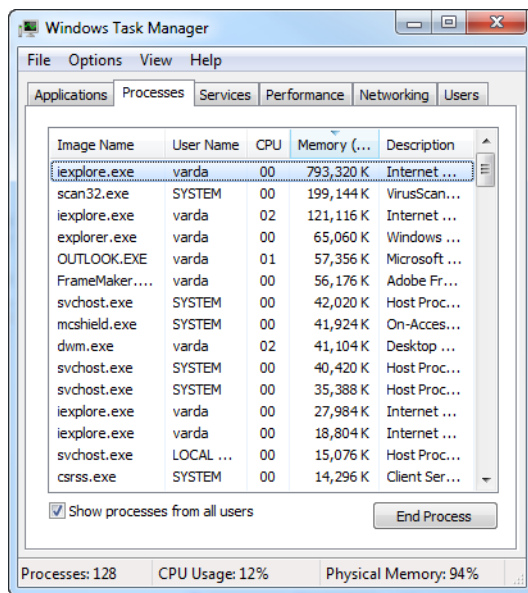 Windows Task Manager
File Options View Help
Applications Processes Services Performance Networking Users
Image Name User Name CPU Memory (... Description
iexplore.exe varda 00 793,320 K Internet ...
scan32.exe SYSTEM 00 199,144 K VirusScan...
iexplore.exe varda 02 121,116 K Internet ...
explorer.exe varda 00 65,060 K Windows ...
OUTLOOK.EXE varda 01 57,356 K Microsoft ...
FrameMaker.... varda 00 56,176 K Adobe Fr...
svchost.exe SYSTEM 00 42,020 K Host Proc...
mcshield.exe SYSTEM 00 41,924 K On-Acces...
dwm.exe varda 02 41,104 K Desktop ...
svchost.exe SYSTEM 00 40,420 K Host Proc...
svchost.exe SYSTEM 00 35,388 K Host Proc...
iexplore.exe varda 00 27,984 K Internet ...
iexplore.exe varda 00 18,804 K Internet ...
svchost.exe LOCAL ... 00 15,076 K Host Proc...
csrss.exe SYSTEM 00 14,296 K Client Ser...
Show processes from all users End Process
Processes: 128 CPU Usage: 12% Physical Memory: 94%